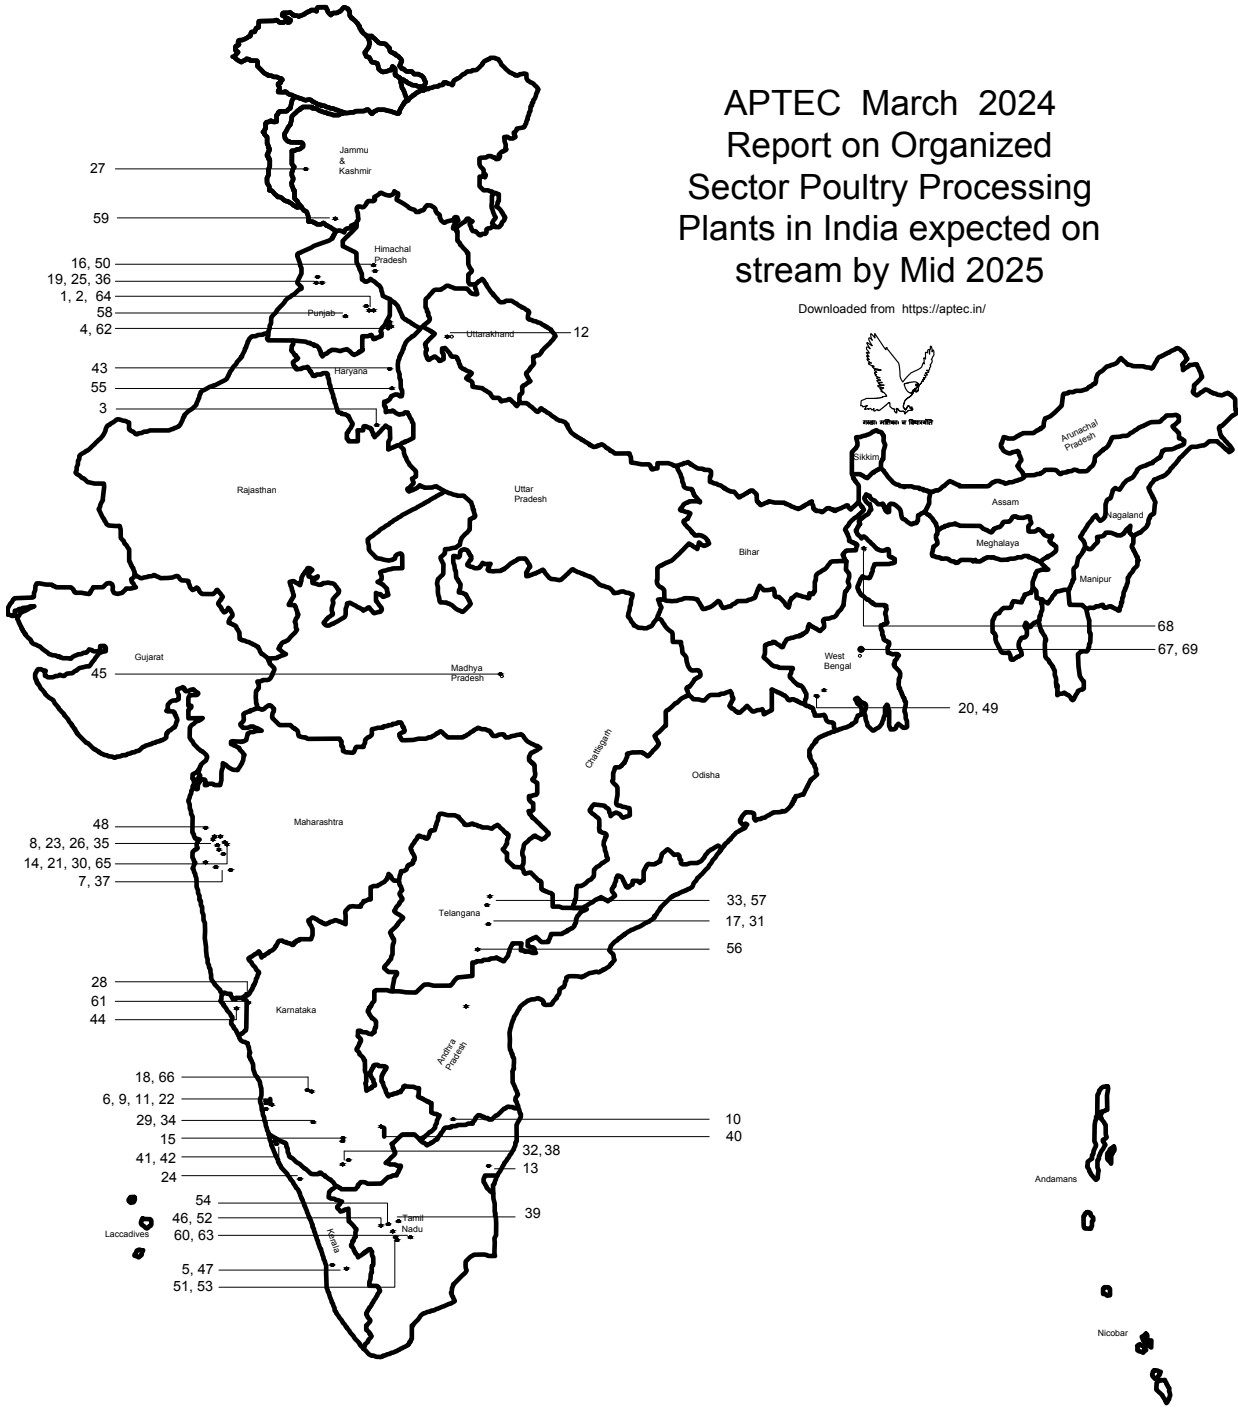 APTEC March 2024
Report on Organized
Sector Poultry Processing
Plants in India expected on
stream by Mid 2025
Downloaded from https://aptec.in/
Jammu
&
Kashmir
27
59
Himachal
Pradesh
16, 50
19, 25, 36
1, 2, 64
58
Punjab
4, 62
Uttarakhand
12
43
Haryana
55
3
Arunachal
Pradesh
Sikkim
Rajasthan
Uttar
Pradesh
Assam
Nagaland
Meghalaya
Bihar
Manipur
68
67, 69
West
Bengal
Gujarat
45
Madhya
Pradesh
20, 49
Chattisgarh
Odisha
Maharashtra
48
8, 23, 26, 35
14, 21, 30, 65
7, 37
33, 57
Telangana
17, 31
56
28
61
44
Karnataka
Andhra
Pradesh
18, 66
6, 9, 11, 22
29, 34
15
41, 42
24
10
40
32, 38
13
Andamans
54
46, 52
60, 63
Tamil
Nadu
39
Laccadives
Kerala
5, 47
51, 53
Nicobar